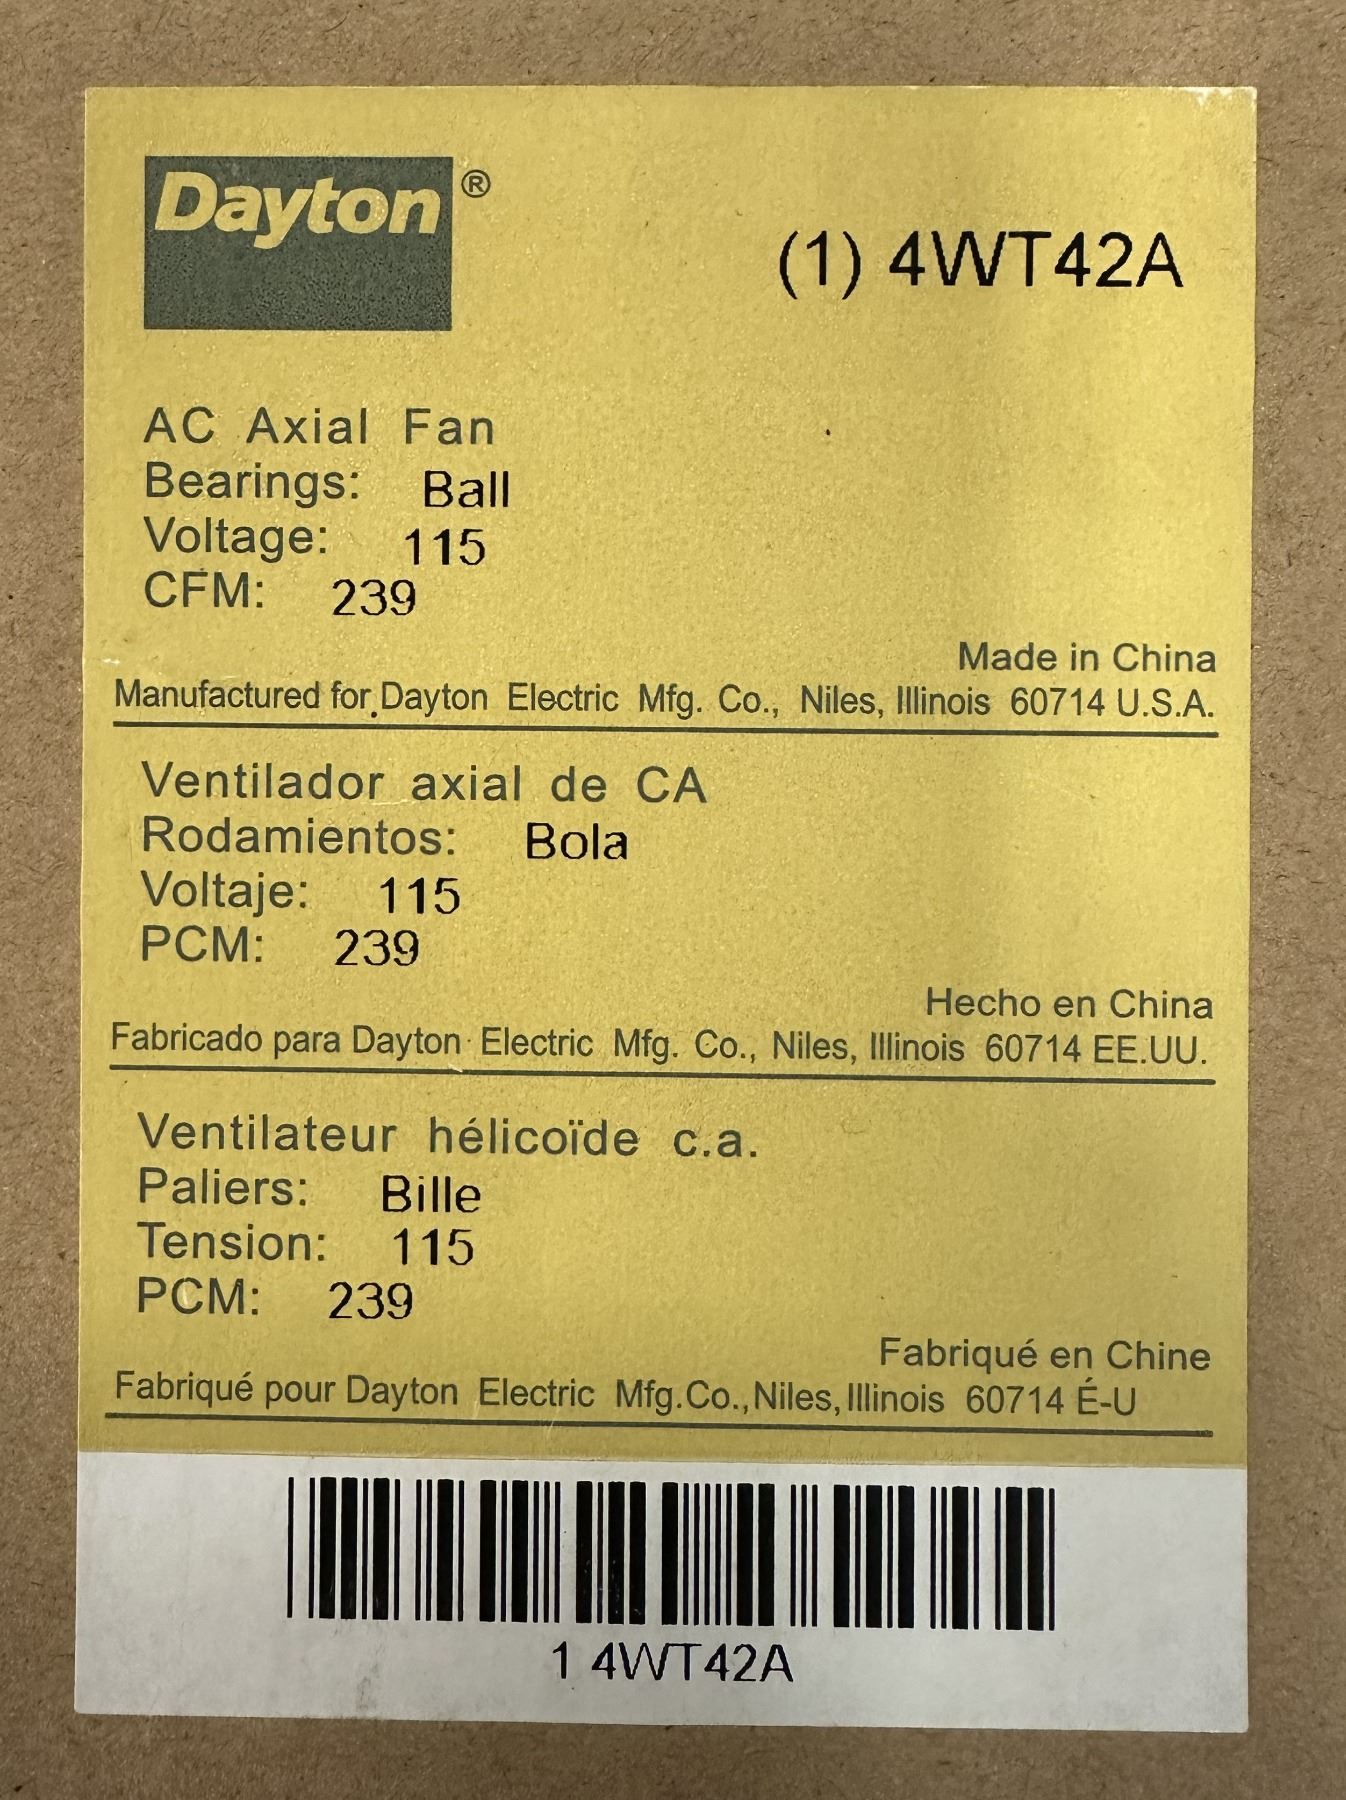 Dayton®
(1) 4WT42A
AC Axial Fan
Bearings: Ball
Voltage: 115
CFM: 239
Made in China
Manufactured for Dayton Electric Mfg. Co., Niles, Illinois 60714 U.S.A.
Ventilador axial de CA
Rodamientos: Bola
Voltaje: 115
PCM: 239
Hecho en China
Fabricado para Dayton Electric Mfg. Co., Niles, Illinois 60714 EE.UU.
Ventilateur hélicoïde c.a.
Paliers: Bille
Tension: 115
PCM: 239
Fabriqué en Chine
Fabriqué pour Dayton Electric Mfg.Co.,Niles,Illinois 60714 É-U
1 4WT42A